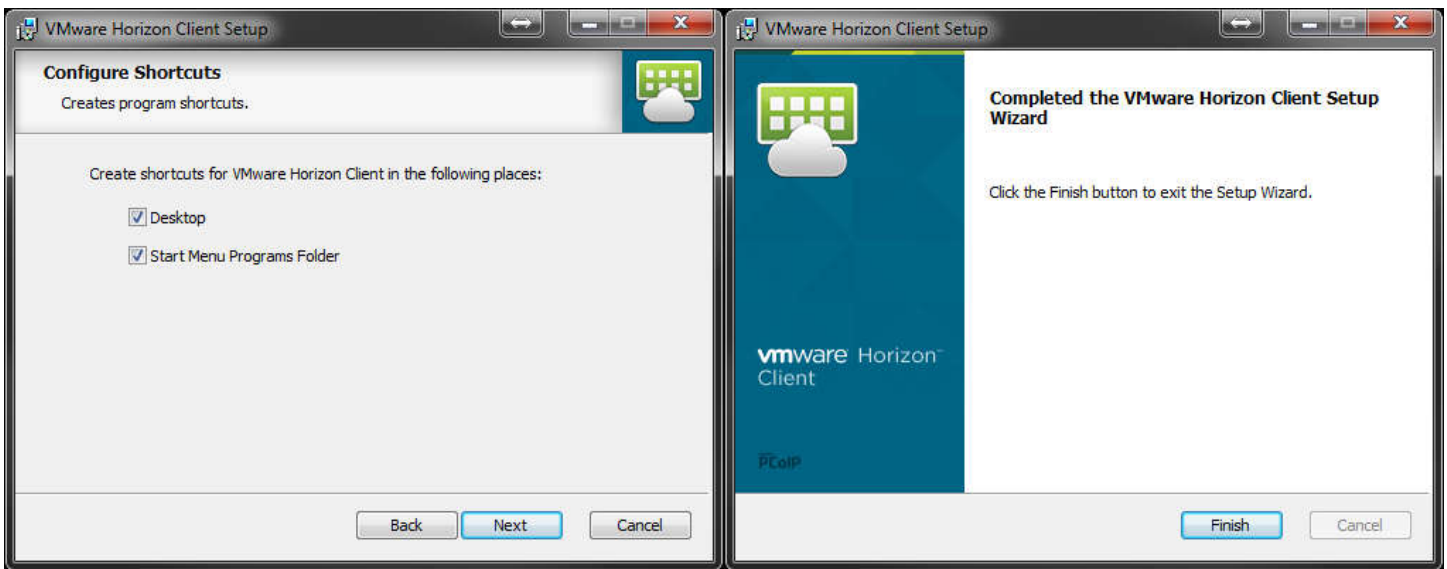 VMware Horizon Client Setup
Configure Shortcuts
Creates program shortcuts.
Create shortcuts for VMware Horizon Client in the following places:
Desktop
Start Menu Programs Folder
Back Next Cancel
VMware Horizon Client Setup
Completed the VMware Horizon Client Setup
Wizard
Click the Finish button to exit the Setup Wizard.
vmware Horizon™
Client
PCoIP
Finish Cancel